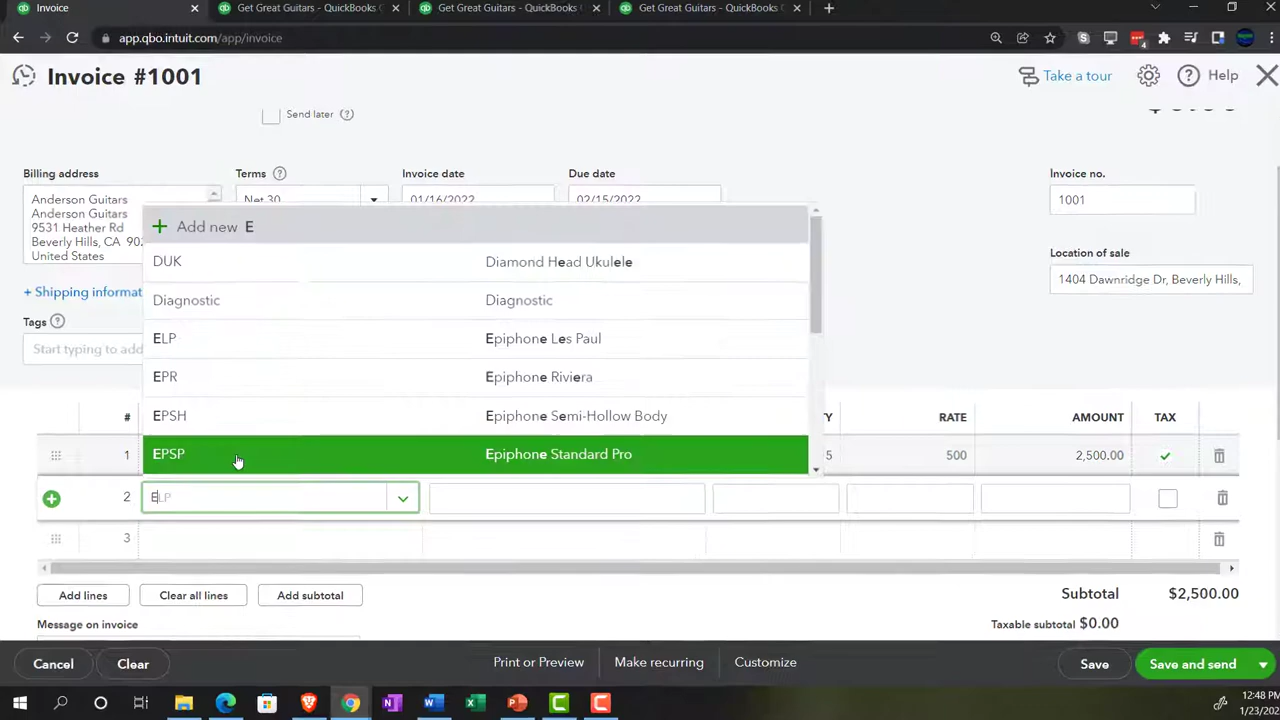 Invoice
Get Great Guitars - QuickBooks
Get Great Guitars - QuickBooks
Get Great Guitars - QuickBooks
app.qbo.intuit.com/app/invoice
4
Invoice #1001
Take a tour
Help
Send later
Billing address
Terms
Invoice date
Due date
Invoice no.
Anderson Guitars
Anderson Guitars
9531 Heather Rd
Beverly Hills, CA 902
United States
Net 30
01/16/2022
02/15/2022
1001
Location of sale
1404 Dawnridge Dr, Beverly Hills,
+ Shipping informat
Tags
Start typing to add
+ Add new E
DUK Diamond Head Ukulele
Diagnostic Diagnostic
ELP Epiphone Les Paul
EPR Epiphone Riviera
EPSH Epiphone Semi-Hollow Body
EPSP Epiphone Standard Pro
# TY RATE AMOUNT TAX
1 5 500 2,500.00
2 ELP
3
Add lines Clear all lines Add subtotal
Subtotal $2,500.00
Message on invoice
Taxable subtotal $0.00
Cancel Clear Print or Preview Make recurring Customize Save Save and send
12:48 PM
1/23/202